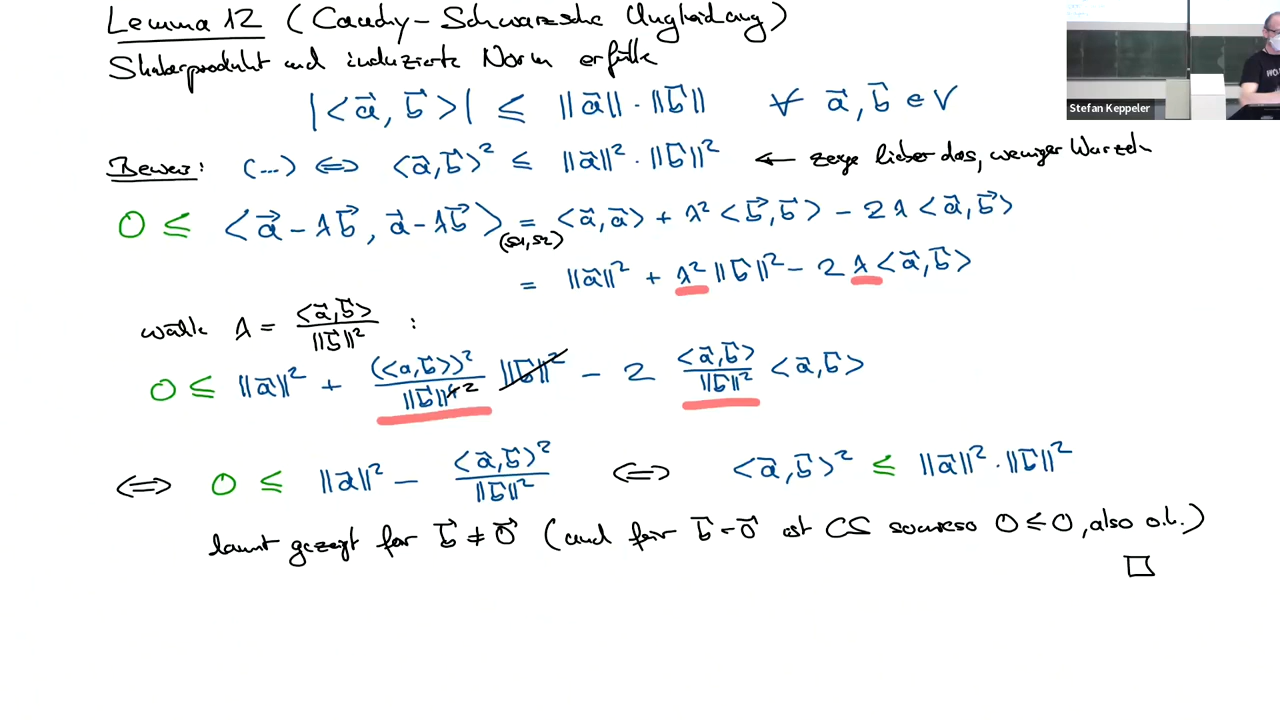 Lemma 12 (Cauchy-Schwarzsche Ungleichung)
Skalarprodukt und induzierte Norm erfülle
|<a⃗, b⃗>| ≤ ||a⃗|| · ||b⃗|| ∀ a⃗, b⃗ ∈ V
Stefan Keppeler
Beweis: (...) ⇔ <a⃗, b⃗>² ≤ ||a⃗||² · ||b⃗||² ← zeige lieber das, weniger Wurzeln
0 ≤ <a⃗ - λb⃗, a⃗ - λb⃗> = <a⃗, a⃗> + λ² <b⃗, b⃗> - 2λ <a⃗, b⃗>
(S1, S2)
= ||a⃗||² + λ² ||b⃗||² - 2 λ <a⃗, b⃗>
wähle λ = <a⃗, b⃗> / ||b⃗||² :
0 ≤ ||a⃗||² + (<a, b⃗>)² / ||b⃗||⁴ ² ||b⃗||² - 2 <a⃗, b⃗> / ||b⃗||² <a⃗, b⃗>
⇔ 0 ≤ ||a⃗||² - <a⃗, b⃗>² / ||b⃗||² ⇔ <a⃗, b⃗>² ≤ ||a⃗||² · ||b⃗||²
damit gezeigt für b⃗ ≠ 0⃗ (und für b⃗ = 0⃗ ist CS sowieso 0 ≤ 0, also o.k.)
□